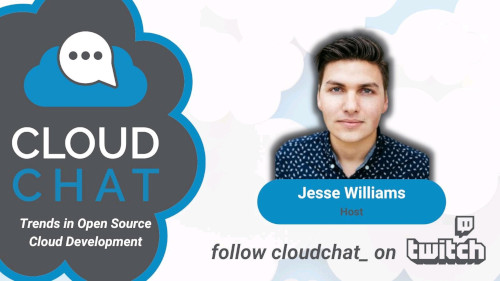 CLOUD
CHAT
Trends in Open Source
Cloud Development
Jesse Williams
Host
follow cloudchat_ on
twitch